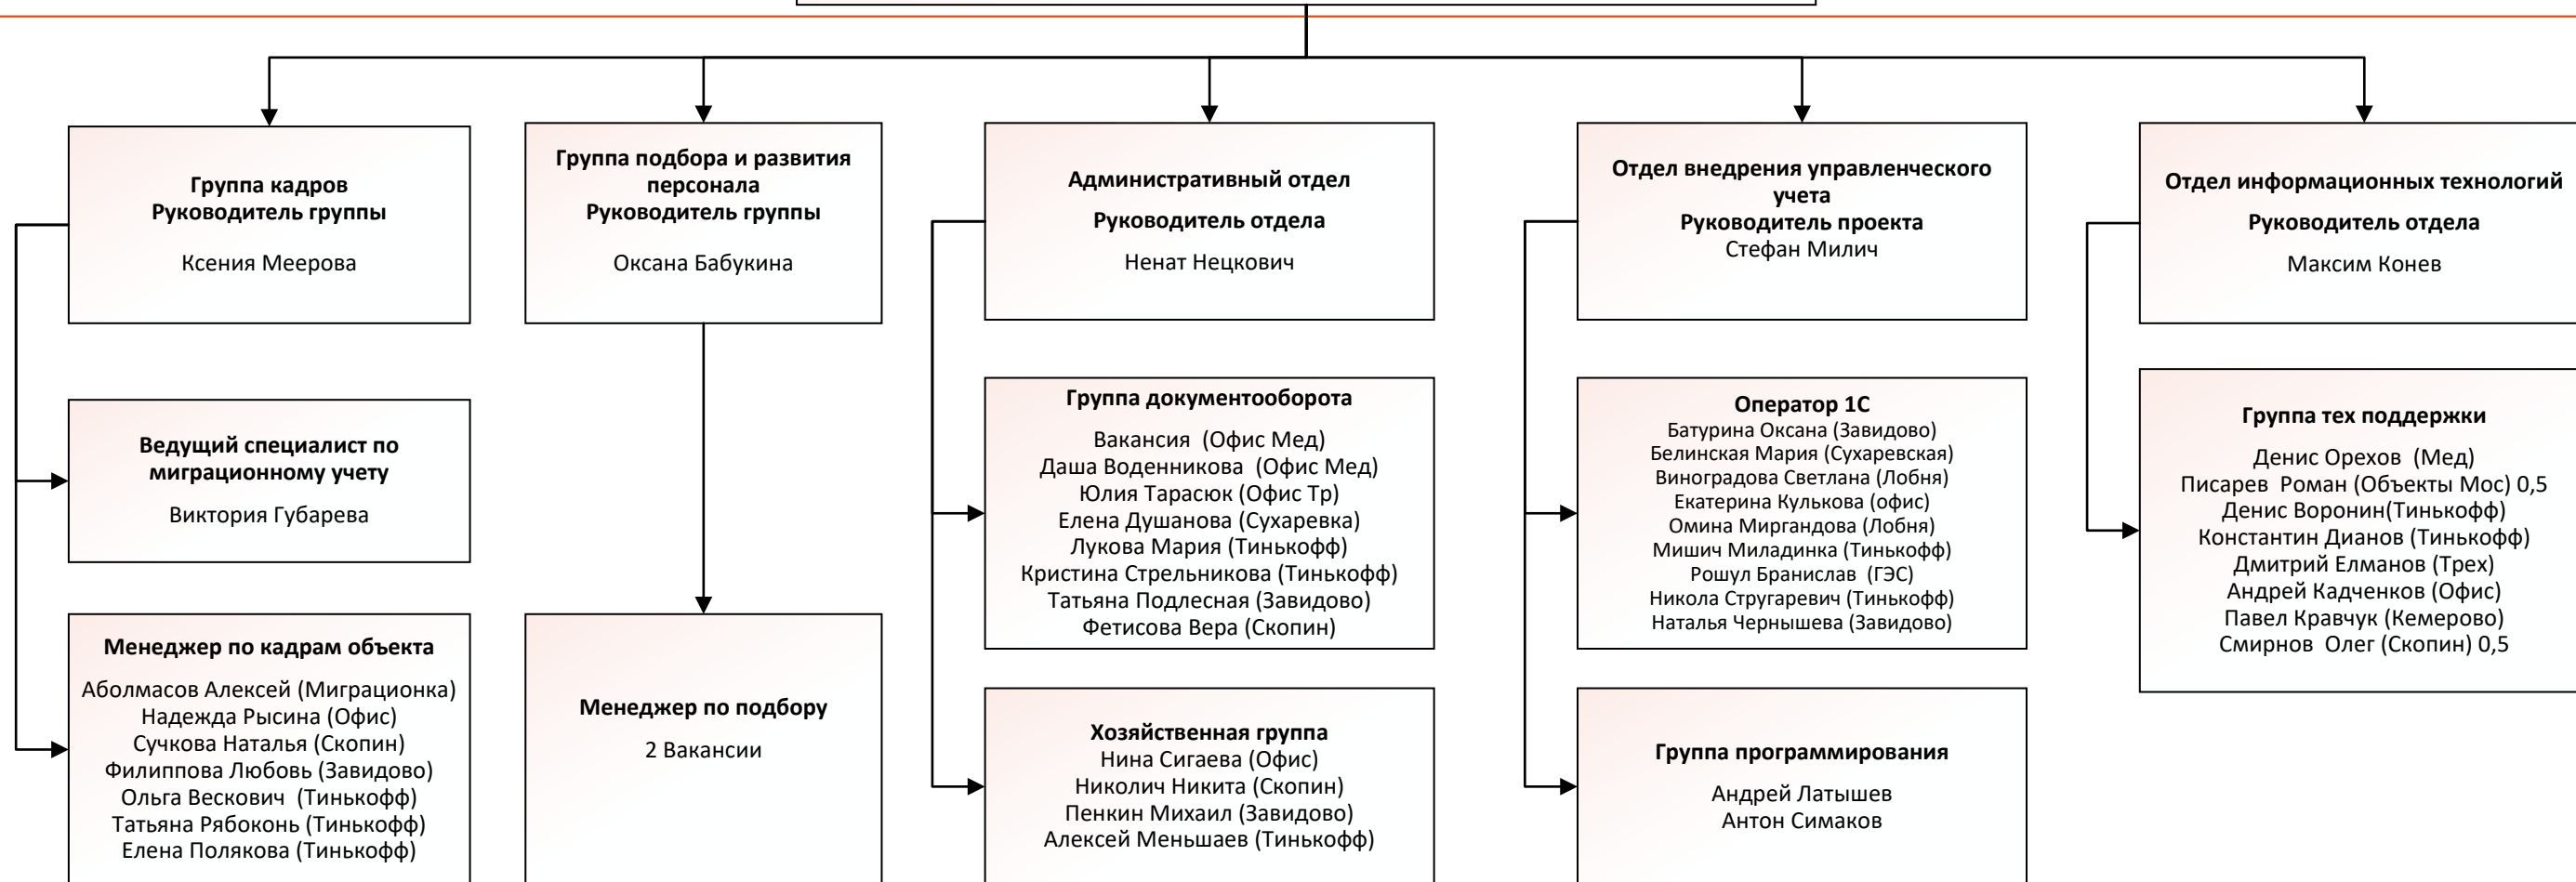 Группа кадров
Руководитель группы
Ксения Меерова
Группа подбора и развития
персонала
Руководитель группы
Оксана Бабукина
Административный отдел
Руководитель отдела
Ненат Нецкович
Отдел внедрения управленческого
учета
Руководитель проекта
Стефан Милич
Отдел информационных технологий
Руководитель отдела
Максим Конев
Ведущий специалист по
миграционному учету
Виктория Губарева
Менеджер по кадрам объекта
Аболмасов Алексей (Миграционка)
Надежда Рысина (Офис)
Сучкова Наталья (Скопин)
Филиппова Любовь (Завидово)
Ольга Вескович (Тинькофф)
Татьяна Рябоконь (Тинькофф)
Елена Полякова (Тинькофф)
Менеджер по подбору
2 Вакансии
Группа документооборота
Вакансия (Офис Мед)
Даша Воденникова (Офис Мед)
Юлия Тарасюк (Офис Тр)
Елена Душанова (Сухаревка)
Лукова Мария (Тинькофф)
Кристина Стрельникова (Тинькофф)
Татьяна Подлесная (Завидово)
Фетисова Вера (Скопин)
Хозяйственная группа
Нина Сигаева (Офис)
Николич Никита (Скопин)
Пенкин Михаил (Завидово)
Алексей Меньшаев (Тинькофф)
Оператор 1С
Батурина Оксана (Завидово)
Белинская Мария (Сухаревская)
Виноградова Светлана (Лобня)
Екатерина Кулькова (офис)
Омина Миргандова (Лобня)
Мишич Миладинка (Тинькофф)
Рошул Бранислав (ГЭС)
Никола Стругаревич (Тинькофф)
Наталья Чернышева (Завидово)
Группа программирования
Андрей Латышев
Антон Симаков
Группа тех поддержки
Денис Орехов (Мед)
Писарев Роман (Объекты Мос) 0,5
Денис Воронин(Тинькофф)
Константин Дианов (Тинькофф)
Дмитрий Елманов (Трех)
Андрей Кадченков (Офис)
Павел Кравчук (Кемерово)
Смирнов Олег (Скопин) 0,5